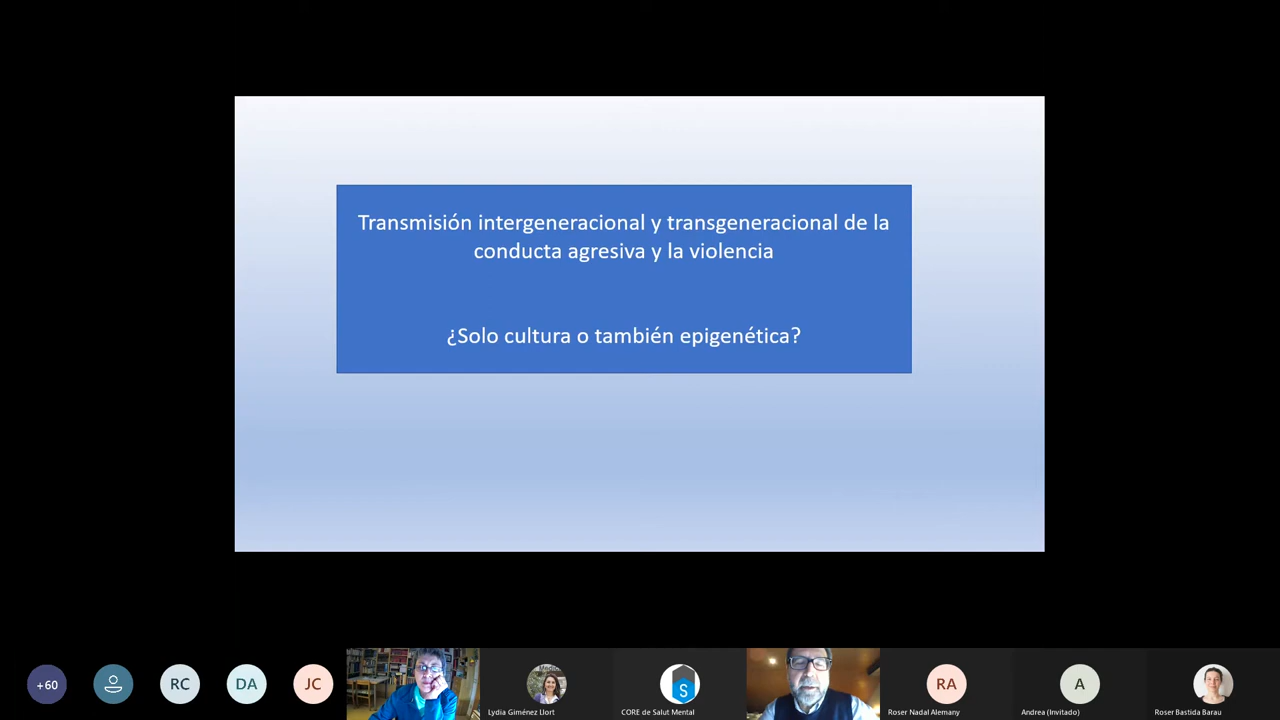 Transmisión intergeneracional y transgeneracional de la
conducta agresiva y la violencia
¿Solo cultura o también epigenética?
+60
RC
DA
JC
S
RA
A
Lydia Giménez Llort
CORE de Salut Mental
Roser Nadal Alemany
Andrea (Invitado)
Roser Bastida Barau